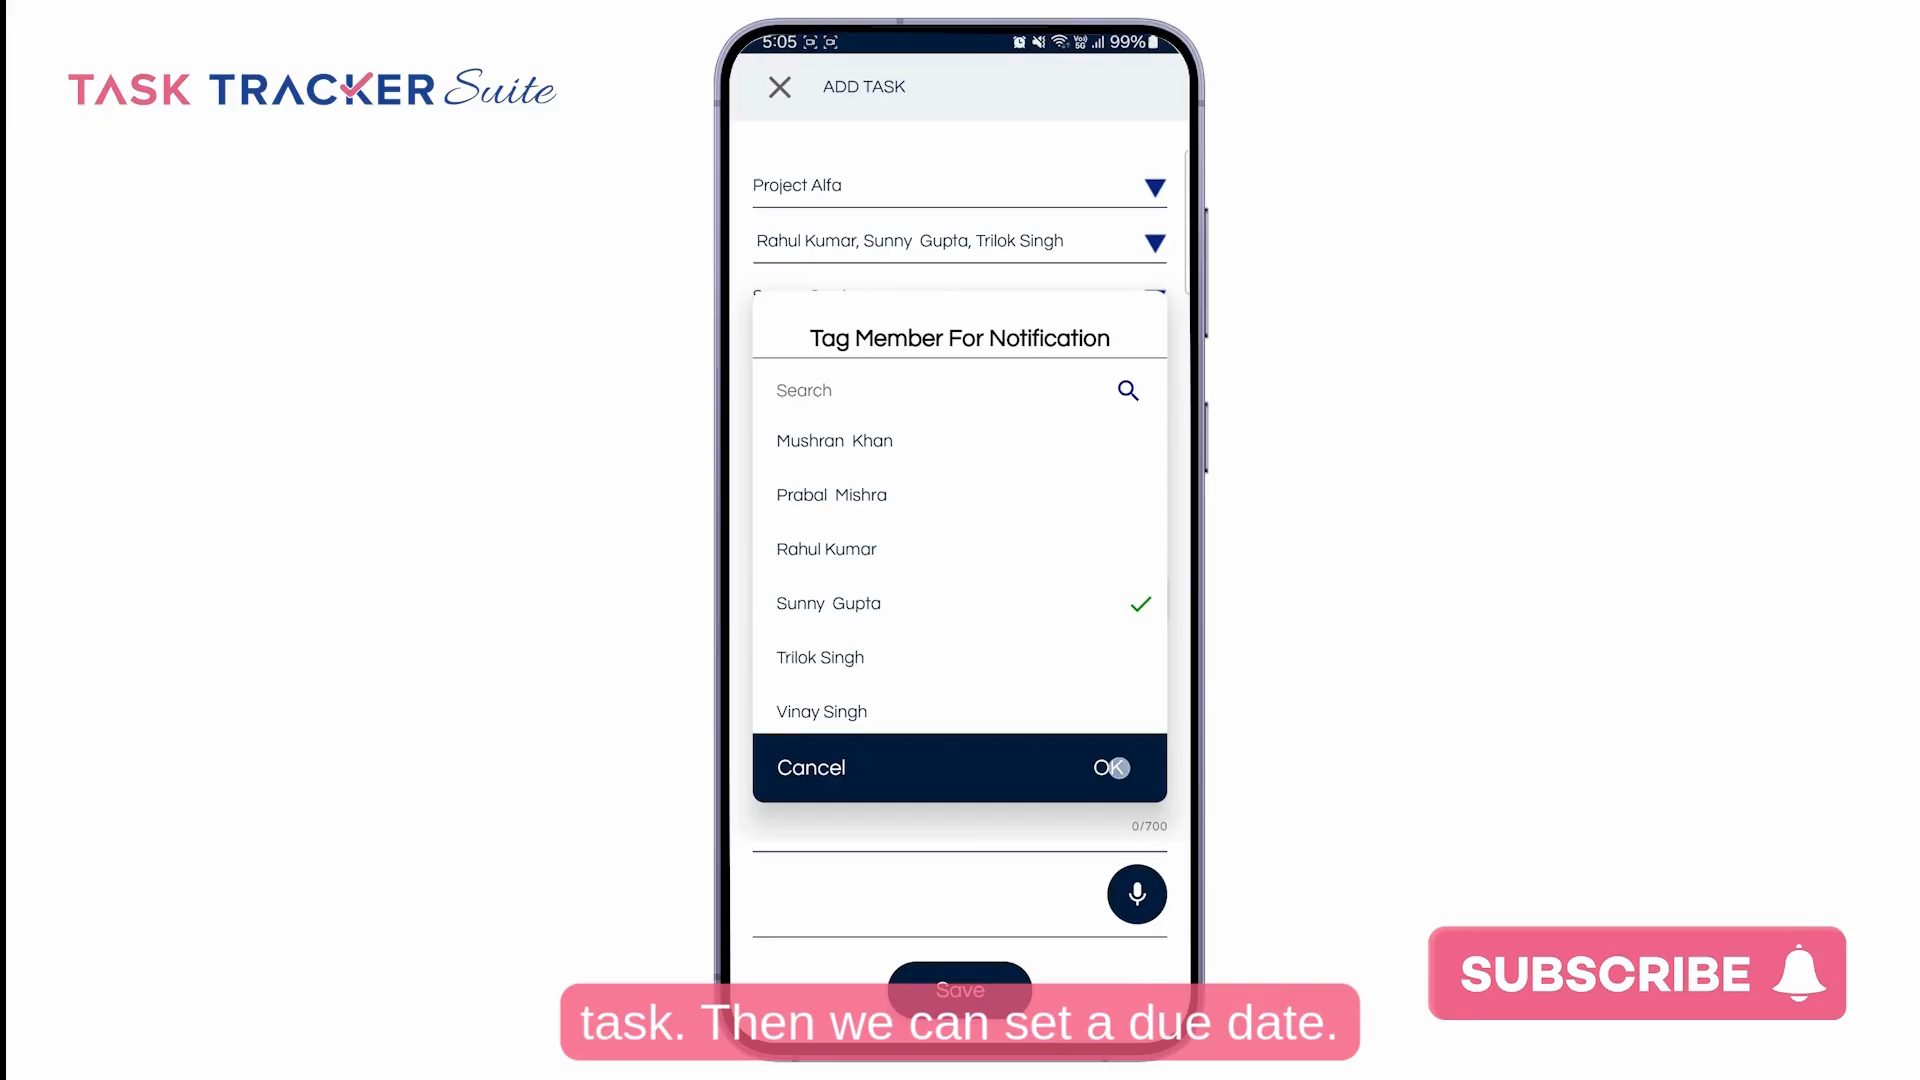 TASK TRACKER Suite
5:05
Vo) 5G 99%
ADD TASK
Project Alfa
Rahul Kumar, Sunny Gupta, Trilok Singh
Tag Member For Notification
Search
Mushran Khan
Prabal Mishra
Rahul Kumar
Sunny Gupta
Trilok Singh
Vinay Singh
Cancel
OK
0/700
Save
task. Then we can set a due date.
SUBSCRIBE